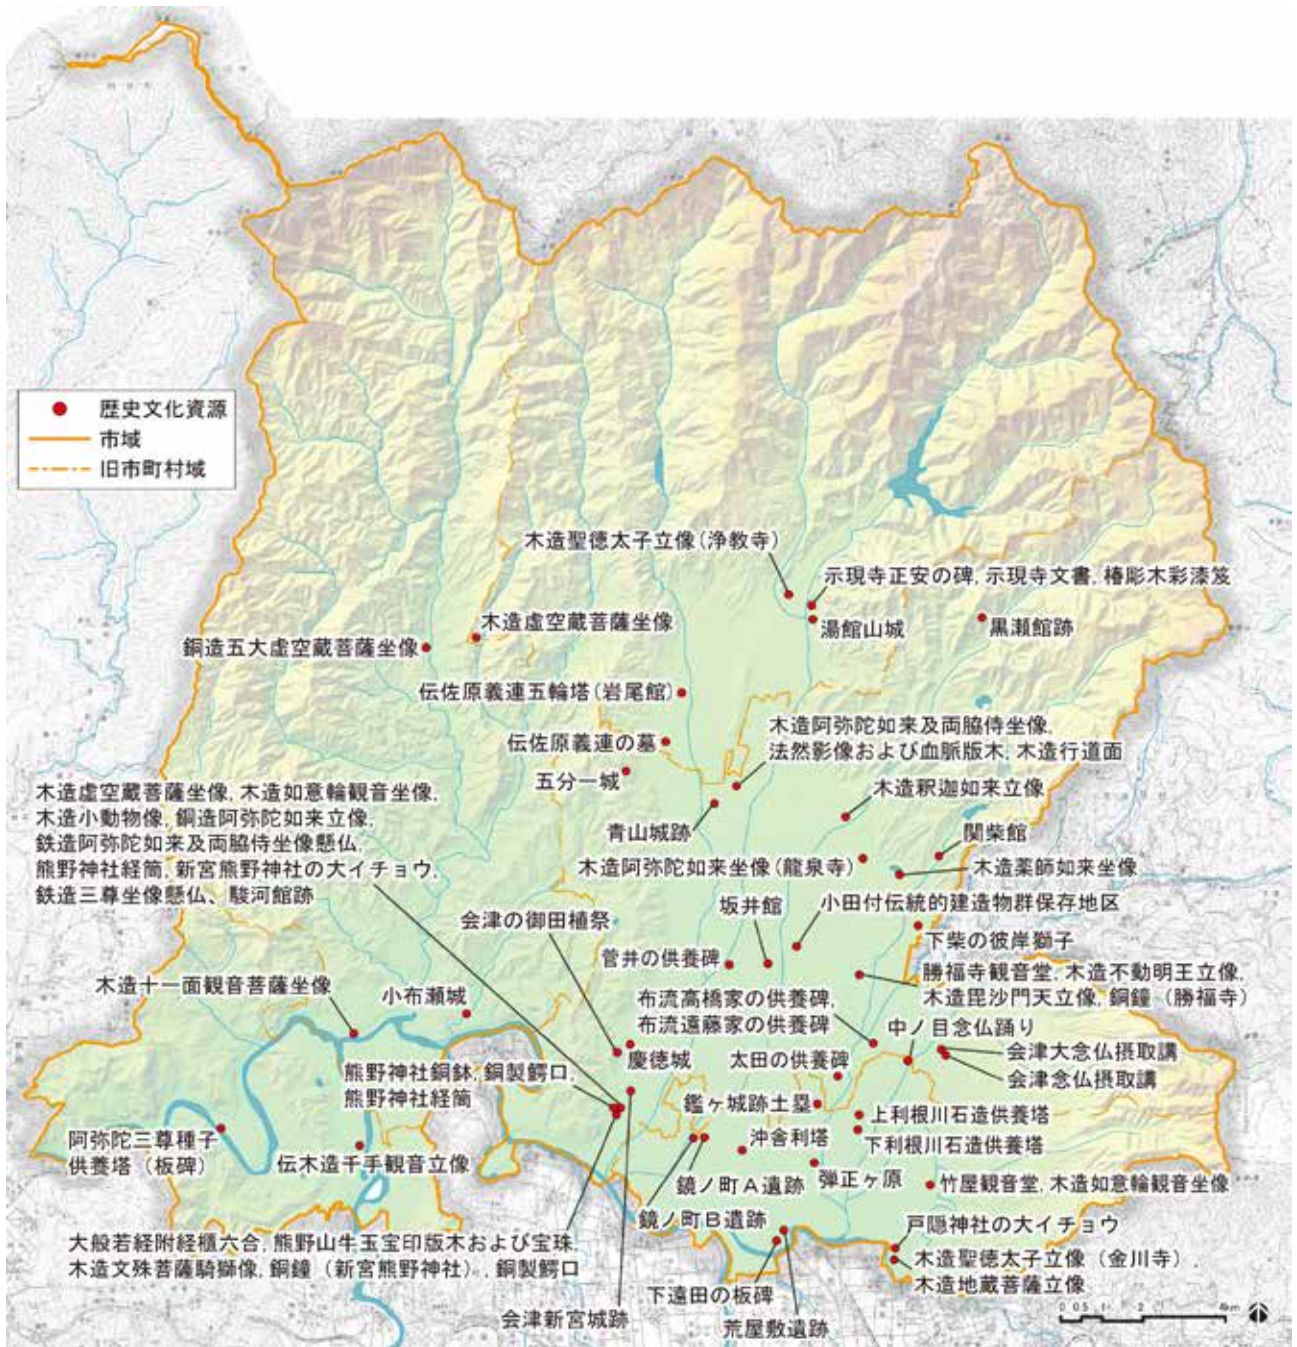 歴史文化資源
市域
旧市町村域
木造聖徳太子立像(浄教寺)
示現寺正安の碑, 示現寺文書, 椿彫木彩漆笈
湯館山城
黒瀬館跡
木造虚空蔵菩薩坐像
銅造五大虚空蔵菩薩坐像
伝佐原義連五輪塔(岩尾館)
伝佐原義連の墓
五分一城
木造阿弥陀如来及両脇侍坐像,
法然影像および血脈版木, 木造行道面
青山城跡
木造釈迦如来立像
関柴館
木造阿弥陀如来坐像(龍泉寺)
木造薬師如来坐像
木造虚空蔵菩薩坐像, 木造如意輪観音坐像,
木造小動物像, 銅造阿弥陀如来立像,
鉄造阿弥陀如来及両脇侍坐像懸仏,
熊野神社経筒, 新宮熊野神社の大イチョウ,
鉄造三尊坐像懸仏、駿河館跡
坂井館
小田付伝統的建造物群保存地区
会津の御田植祭
菅井の供養碑
下柴の彼岸獅子
勝福寺観音堂, 木造不動明王立像,
木造毘沙門天立像, 銅鐘(勝福寺)
木造十一面観音菩薩坐像
小布瀬城
布流高橋家の供養碑,
布流遠藤家の供養碑
中ノ目念仏踊り
慶徳城
太田の供養碑
会津大念仏摂取講
会津念仏摂取講
熊野神社銅鉢, 銅製鰐口,
熊野神社経筒
鑑ヶ城跡土塁
上利根川石造供養塔
下利根川石造供養塔
阿弥陀三尊種子
供養塔(板碑)
伝木造千手観音立像
沖舎利塔
鏡ノ町A遺跡
弾正ヶ原
竹屋観音堂, 木造如意輪観音坐像
鏡ノ町B遺跡
戸隠神社の大イチョウ
大般若経附経櫃六合, 熊野山牛玉宝印版木および宝珠,
木造文殊菩薩騎獅像, 銅鐘(新宮熊野神社), 銅製鰐口
木造聖徳太子立像(金川寺),
木造地蔵菩薩立像
下遠田の板碑
会津新宮城跡
荒屋敷遺跡
0 0.5 1 2 4km